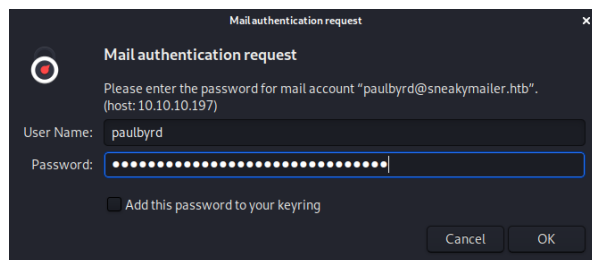 Mail authentication request
×
Mail authentication request
Please enter the password for mail account “paulbyrd@sneakymailer.htb”.
(host: 10.10.10.197)
User Name: paulbyrd
Password: ●●●●●●●●●●●●●●●●●●●●●●●●●●●●●●●●
Add this password to your keyring
Cancel OK